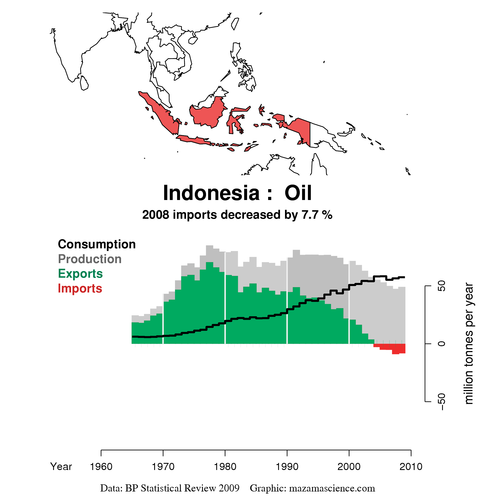 Indonesia :  Oil
2008 imports decreased by 7.7 %
Consumption
Production
Exports
Imports
50
0
−50
million tonnes per year
Year 1960 1970 1980 1990 2000 2010
Data: BP Statistical Review 2009    Graphic: mazamascience.com